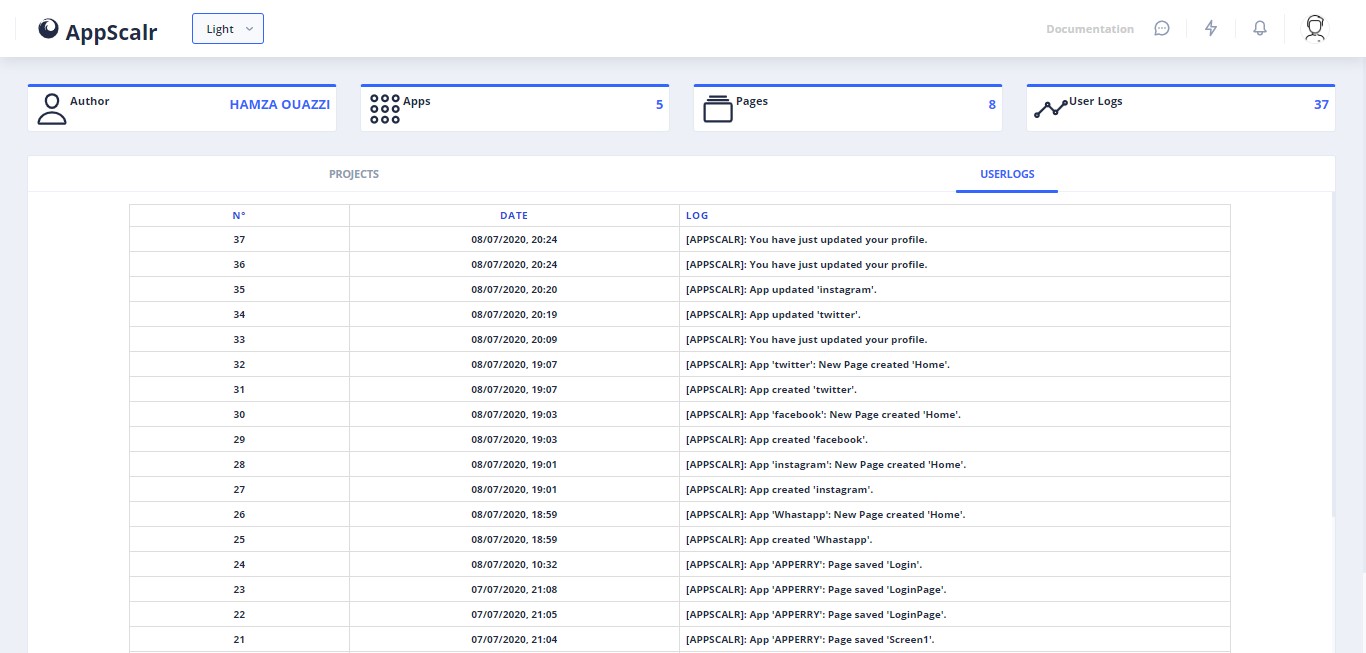 AppScalr Light Documentation
Author HAMZA OUAZZI Apps 5 Pages 8 User Logs 37
PROJECTS USERLOGS
N° DATE LOG
37 08/07/2020, 20:24 [APPSCALR]: You have just updated your profile.
36 08/07/2020, 20:24 [APPSCALR]: You have just updated your profile.
35 08/07/2020, 20:20 [APPSCALR]: App updated 'instagram'.
34 08/07/2020, 20:19 [APPSCALR]: App updated 'twitter'.
33 08/07/2020, 20:09 [APPSCALR]: You have just updated your profile.
32 08/07/2020, 19:07 [APPSCALR]: App 'twitter': New Page created 'Home'.
31 08/07/2020, 19:07 [APPSCALR]: App created 'twitter'.
30 08/07/2020, 19:03 [APPSCALR]: App 'facebook': New Page created 'Home'.
29 08/07/2020, 19:03 [APPSCALR]: App created 'facebook'.
28 08/07/2020, 19:01 [APPSCALR]: App 'instagram': New Page created 'Home'.
27 08/07/2020, 19:01 [APPSCALR]: App created 'instagram'.
26 08/07/2020, 18:59 [APPSCALR]: App 'Whastapp': New Page created 'Home'.
25 08/07/2020, 18:59 [APPSCALR]: App created 'Whastapp'.
24 08/07/2020, 10:32 [APPSCALR]: App 'APPERRY': Page saved 'Login'.
23 07/07/2020, 21:08 [APPSCALR]: App 'APPERRY': Page saved 'LoginPage'.
22 07/07/2020, 21:05 [APPSCALR]: App 'APPERRY': Page saved 'LoginPage'.
21 07/07/2020, 21:04 [APPSCALR]: App 'APPERRY': Page saved 'Screen1'.